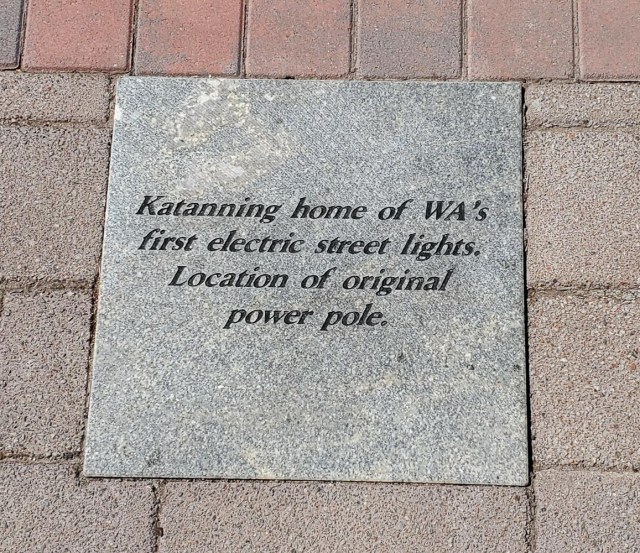 Katanning home of WA's
first electric street lights.
Location of original
power pole.